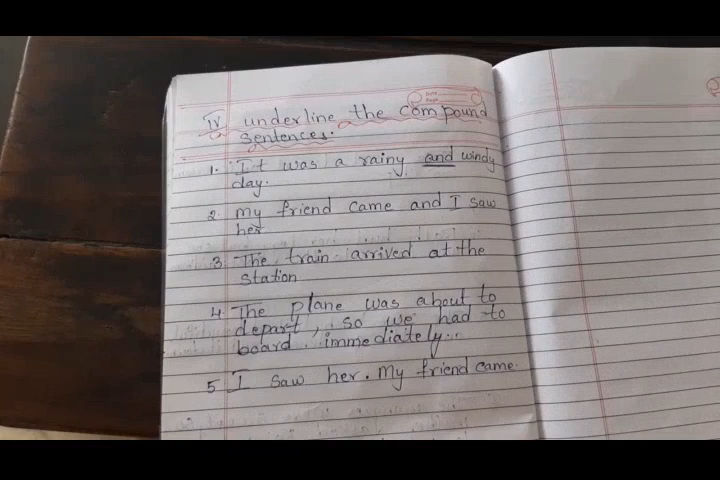 IV underline the compound
sentences.
1. It was a rainy and windy
day.
2. My friend came and I saw
her
3. The train arrived at the
station
4. The plane was about to
depart, so we had to
board immediately.
5 I saw her. My friend came.